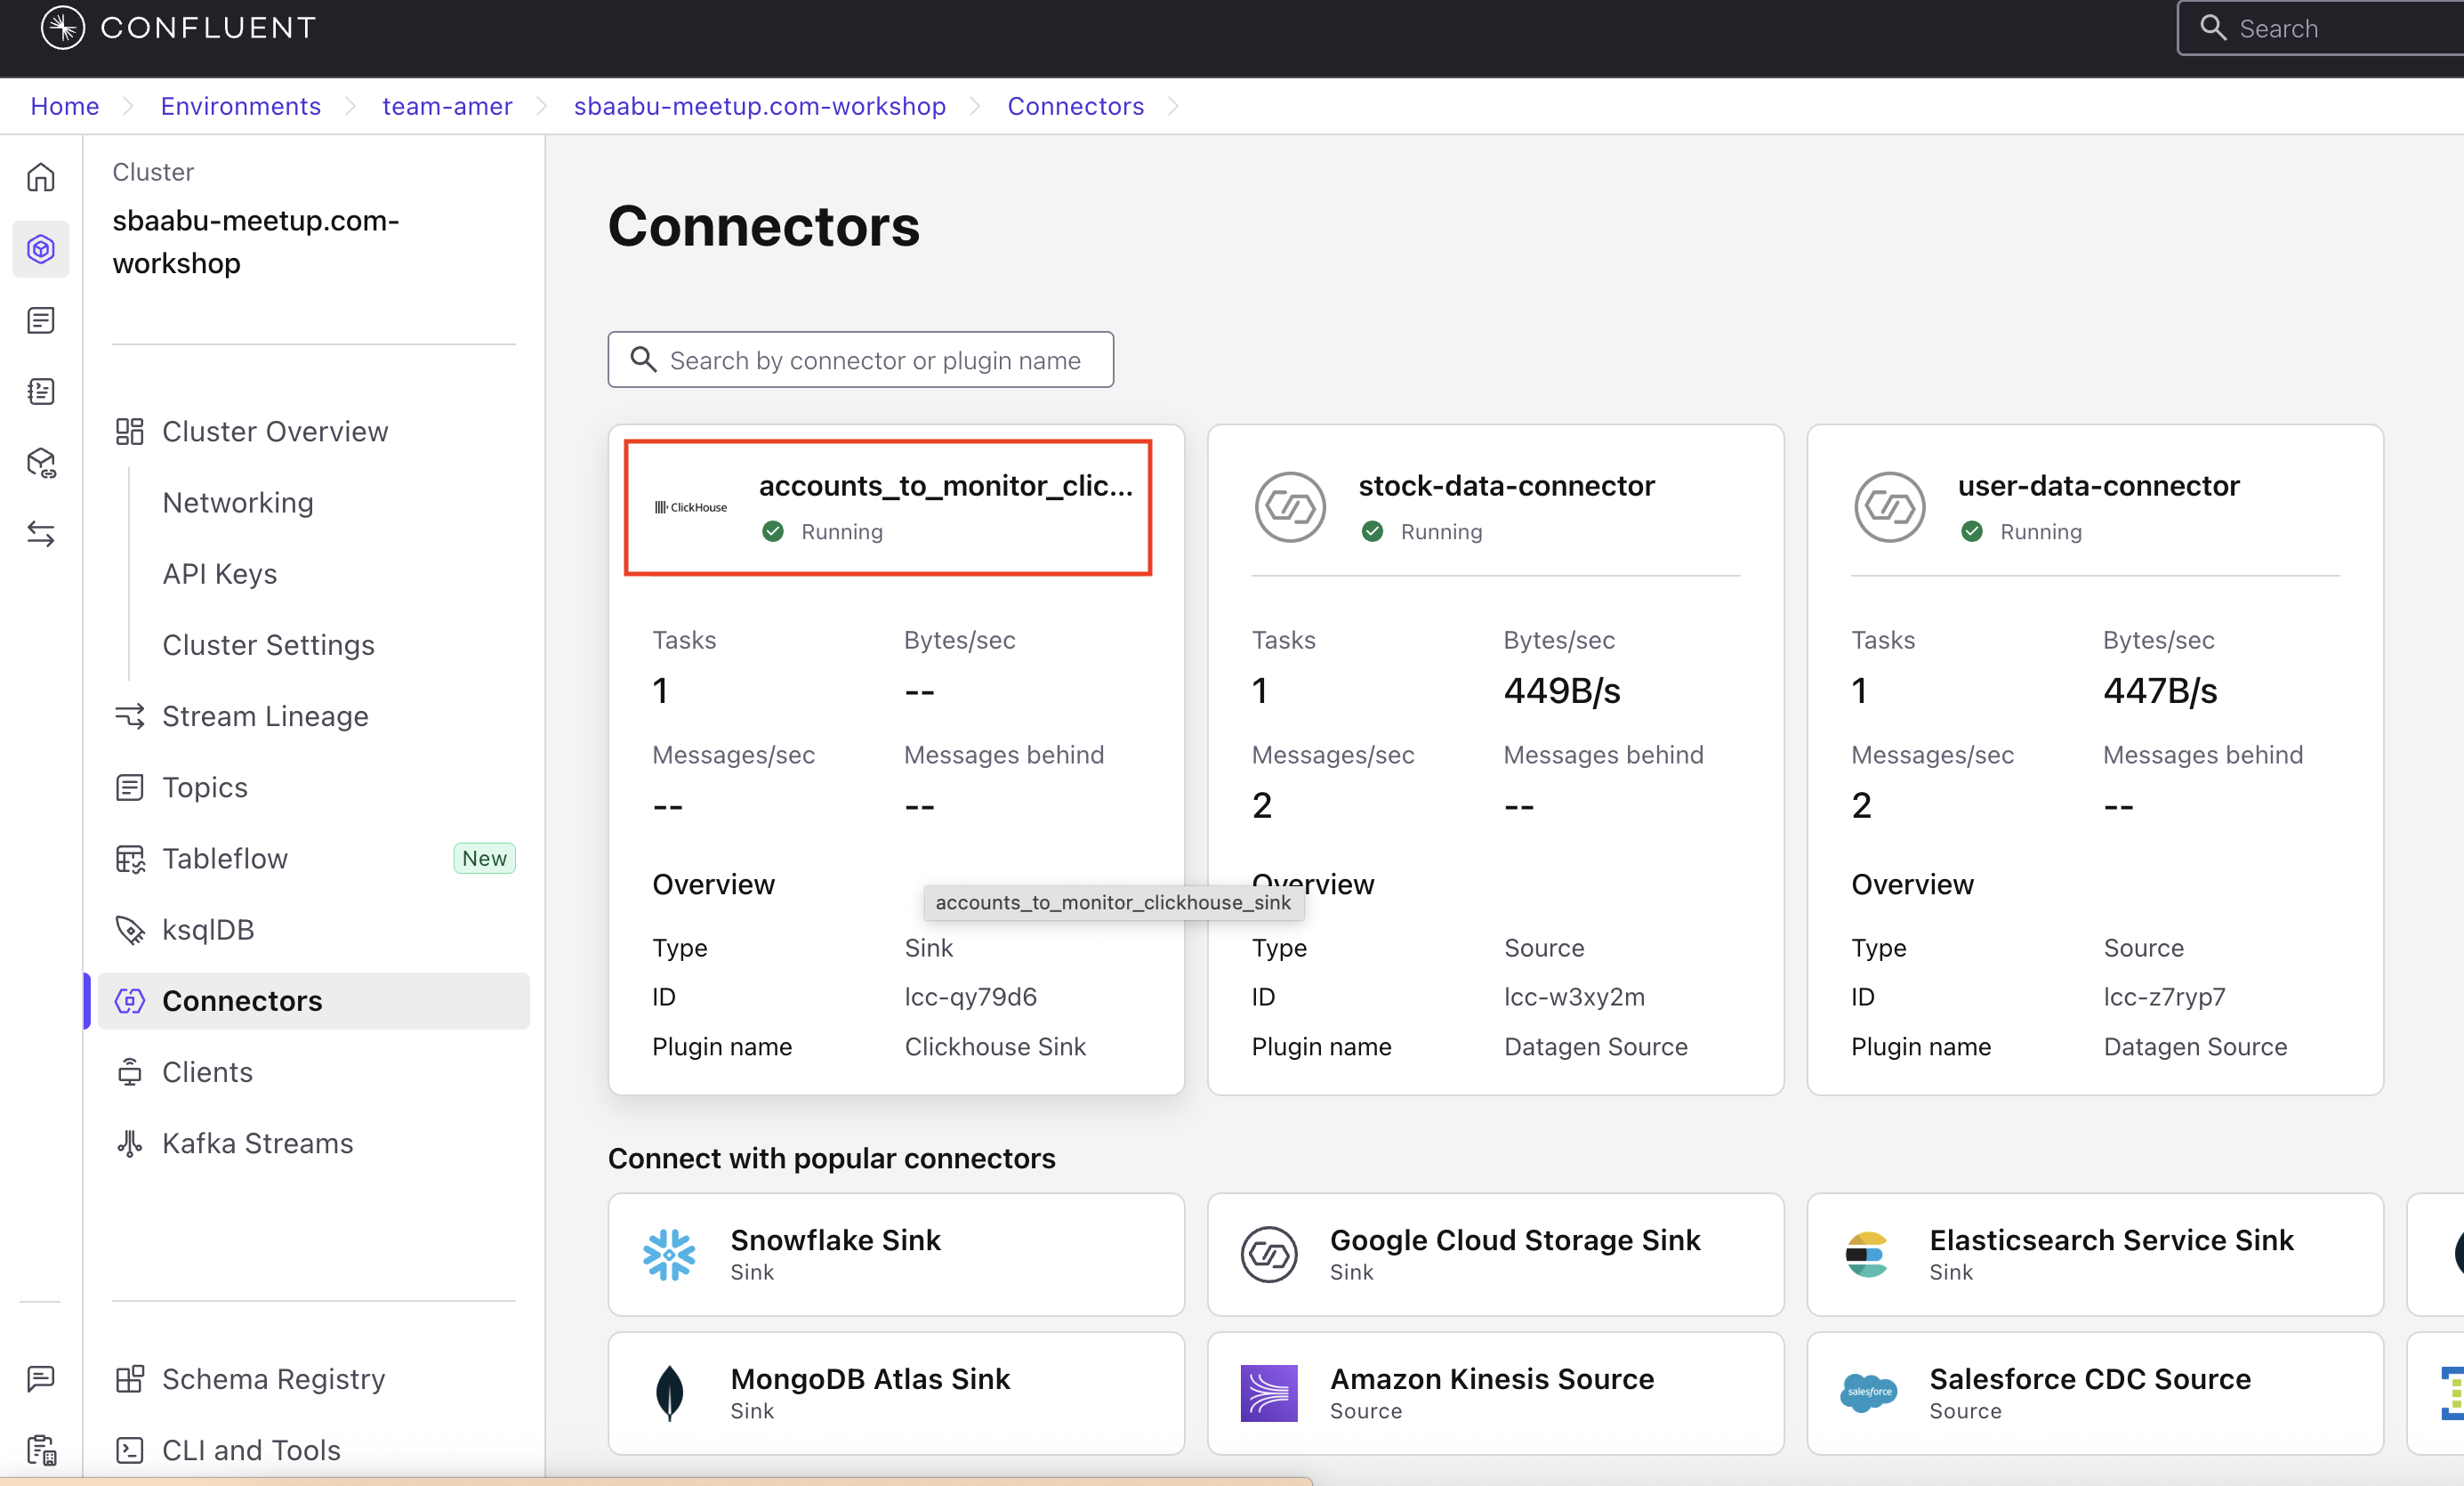 CONFLUENT
Search
Home
Environments
team-amer
sbaabu-meetup.com-workshop
Connectors
Cluster
sbaabu-meetup.com-
workshop
Cluster Overview
Networking
API Keys
Cluster Settings
Stream Lineage
Topics
Tableflow
New
ksqlDB
Connectors
Clients
Kafka Streams
Schema Registry
CLI and Tools
Connectors
Search by connector or plugin name
ClickHouse
accounts_to_monitor_clic...
Running
Tasks
Bytes/sec
1
--
Messages/sec
Messages behind
--
--
Overview
accounts_to_monitor_clickhouse_sink
Type
Sink
ID
lcc-qy79d6
Plugin name
Clickhouse Sink
stock-data-connector
Running
Tasks
Bytes/sec
1
449B/s
Messages/sec
Messages behind
2
--
Overview
Type
Source
ID
lcc-w3xy2m
Plugin name
Datagen Source
user-data-connector
Running
Tasks
Bytes/sec
1
447B/s
Messages/sec
Messages behind
2
--
Overview
Type
Source
ID
lcc-z7ryp7
Plugin name
Datagen Source
Connect with popular connectors
Snowflake Sink
Sink
Google Cloud Storage Sink
Sink
Elasticsearch Service Sink
Sink
MongoDB Atlas Sink
Sink
Amazon Kinesis Source
Source
salesforce
Salesforce CDC Source
Source